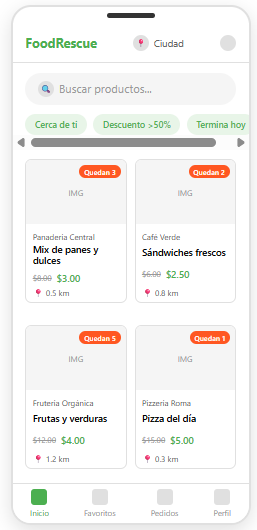 FoodRescue
Ciudad
Buscar productos...
Cerca de ti
Descuento >50%
Termina hoy
Quedan 3
IMG
Panadería Central
Mix de panes y
dulces
$8.00 $3.00
0.5 km
Quedan 2
IMG
Café Verde
Sándwiches frescos
$6.00 $2.50
0.8 km
Quedan 5
IMG
Frutería Orgánica
Frutas y verduras
$12.00 $4.00
1.2 km
Quedan 1
IMG
Pizzería Roma
Pizza del día
$15.00 $5.00
0.3 km
Inicio
Favoritos
Pedidos
Perfil